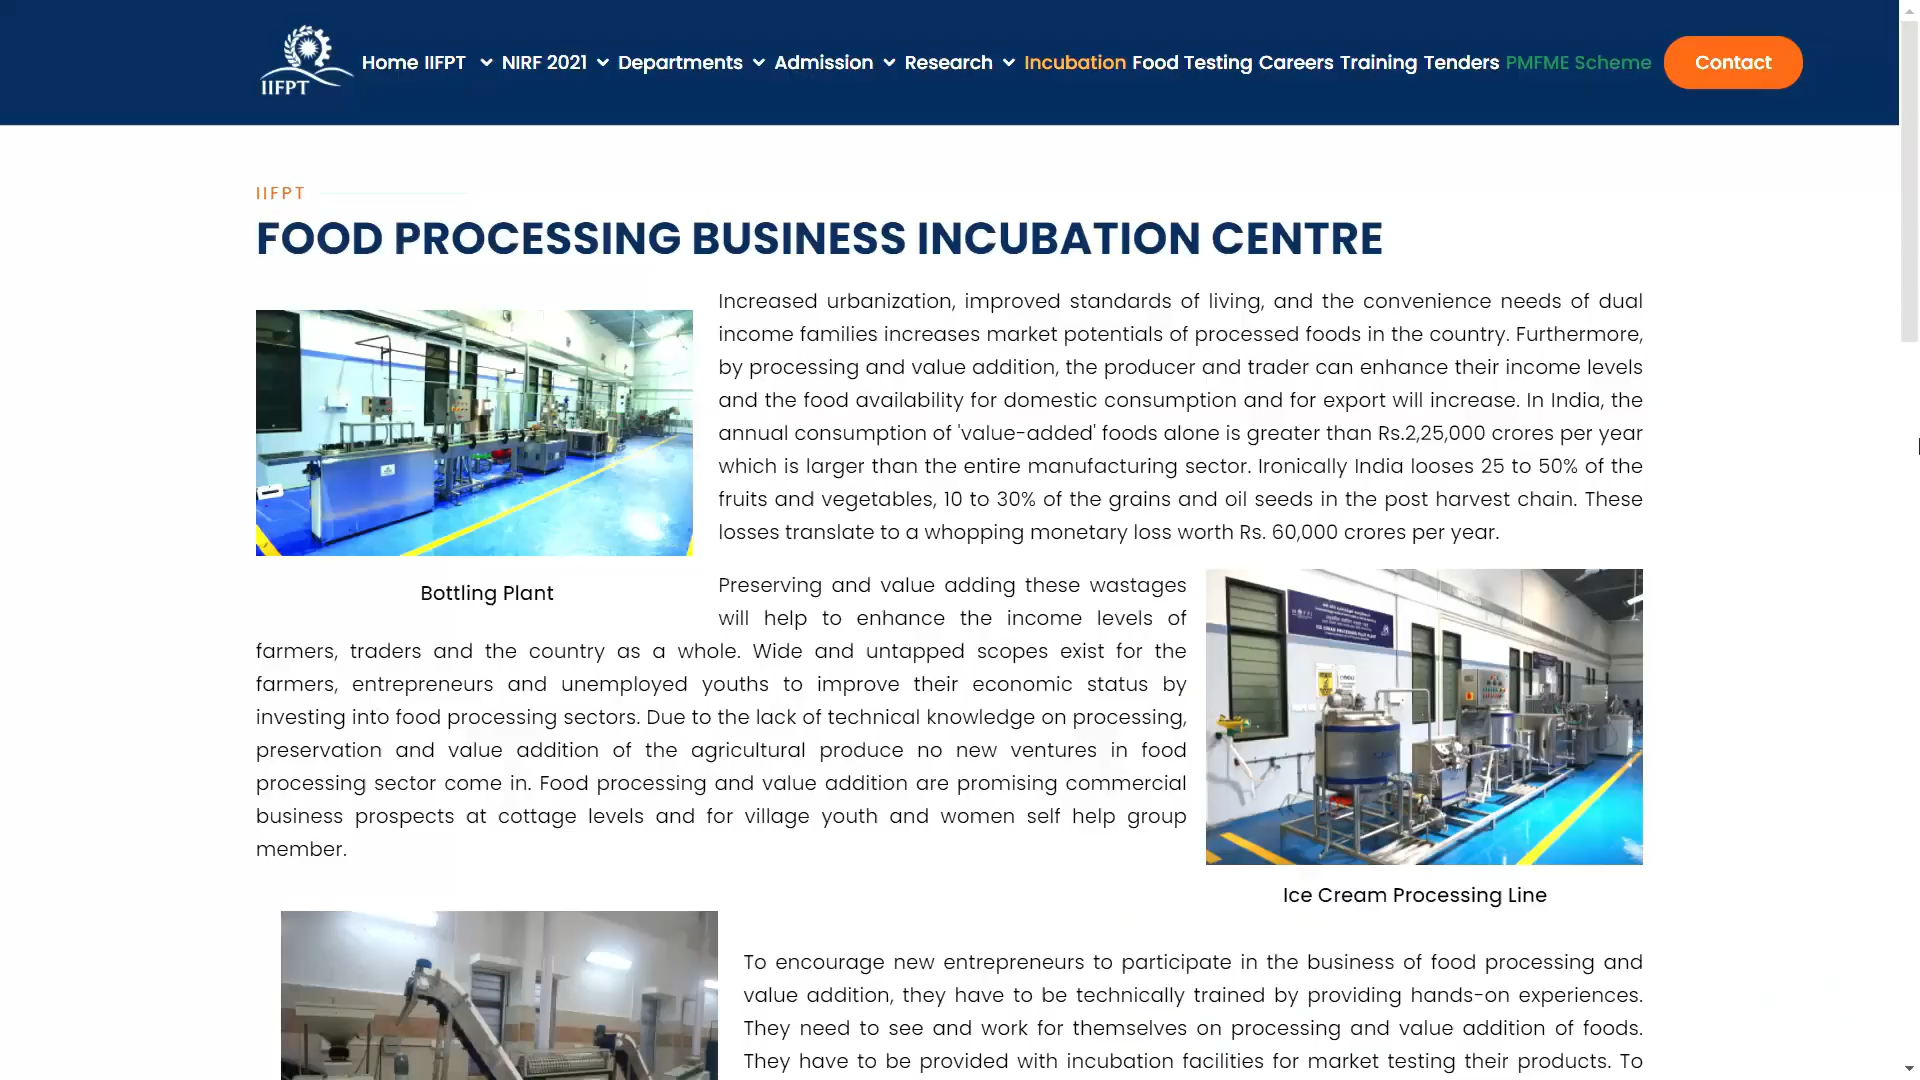 IIFPT
Home IIFPT NIRF 2021 Departments Admission Research Incubation Food Testing Careers Training Tenders PMFME Scheme Contact
IIFPT
FOOD PROCESSING BUSINESS INCUBATION CENTRE
Increased urbanization, improved standards of living, and the convenience needs of dual
income families increases market potentials of processed foods in the country. Furthermore,
by processing and value addition, the producer and trader can enhance their income levels
and the food availability for domestic consumption and for export will increase. In India, the
annual consumption of 'value-added' foods alone is greater than Rs.2,25,000 crores per year
which is larger than the entire manufacturing sector. Ironically India looses 25 to 50% of the
fruits and vegetables, 10 to 30% of the grains and oil seeds in the post harvest chain. These
losses translate to a whopping monetary loss worth Rs. 60,000 crores per year.
Bottling Plant
Preserving and value adding these wastages
will help to enhance the income levels of
farmers, traders and the country as a whole. Wide and untapped scopes exist for the
farmers, entrepreneurs and unemployed youths to improve their economic status by
investing into food processing sectors. Due to the lack of technical knowledge on processing,
preservation and value addition of the agricultural produce no new ventures in food
processing sector come in. Food processing and value addition are promising commercial
business prospects at cottage levels and for village youth and women self help group
member.
Ice Cream Processing Line
To encourage new entrepreneurs to participate in the business of food processing and
value addition, they have to be technically trained by providing hands-on experiences.
They need to see and work for themselves on processing and value addition of foods.
They have to be provided with incubation facilities for market testing their products. To